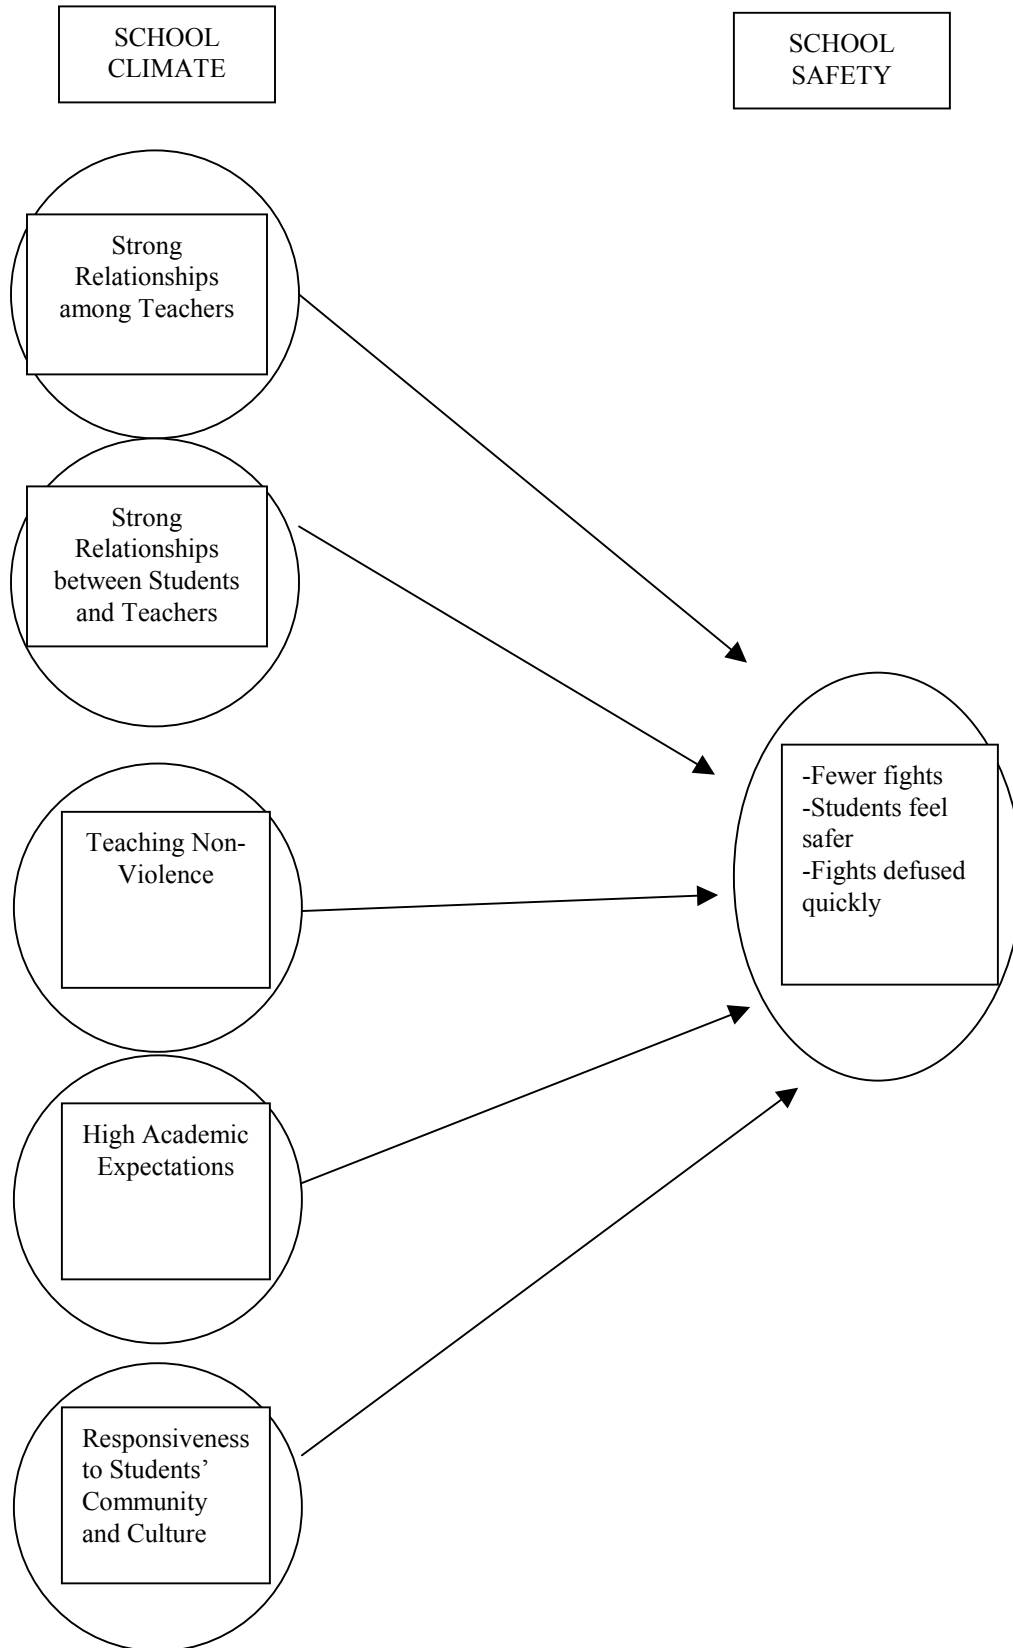 SCHOOL
CLIMATE
SCHOOL
SAFETY
Strong
Relationships
among Teachers
Strong
Relationships
between Students
and Teachers
-Fewer fights
-Students feel
safer
-Fights defused
quickly
Teaching Non-
Violence
High Academic
Expectations
Responsiveness
to Students’
Community
and Culture